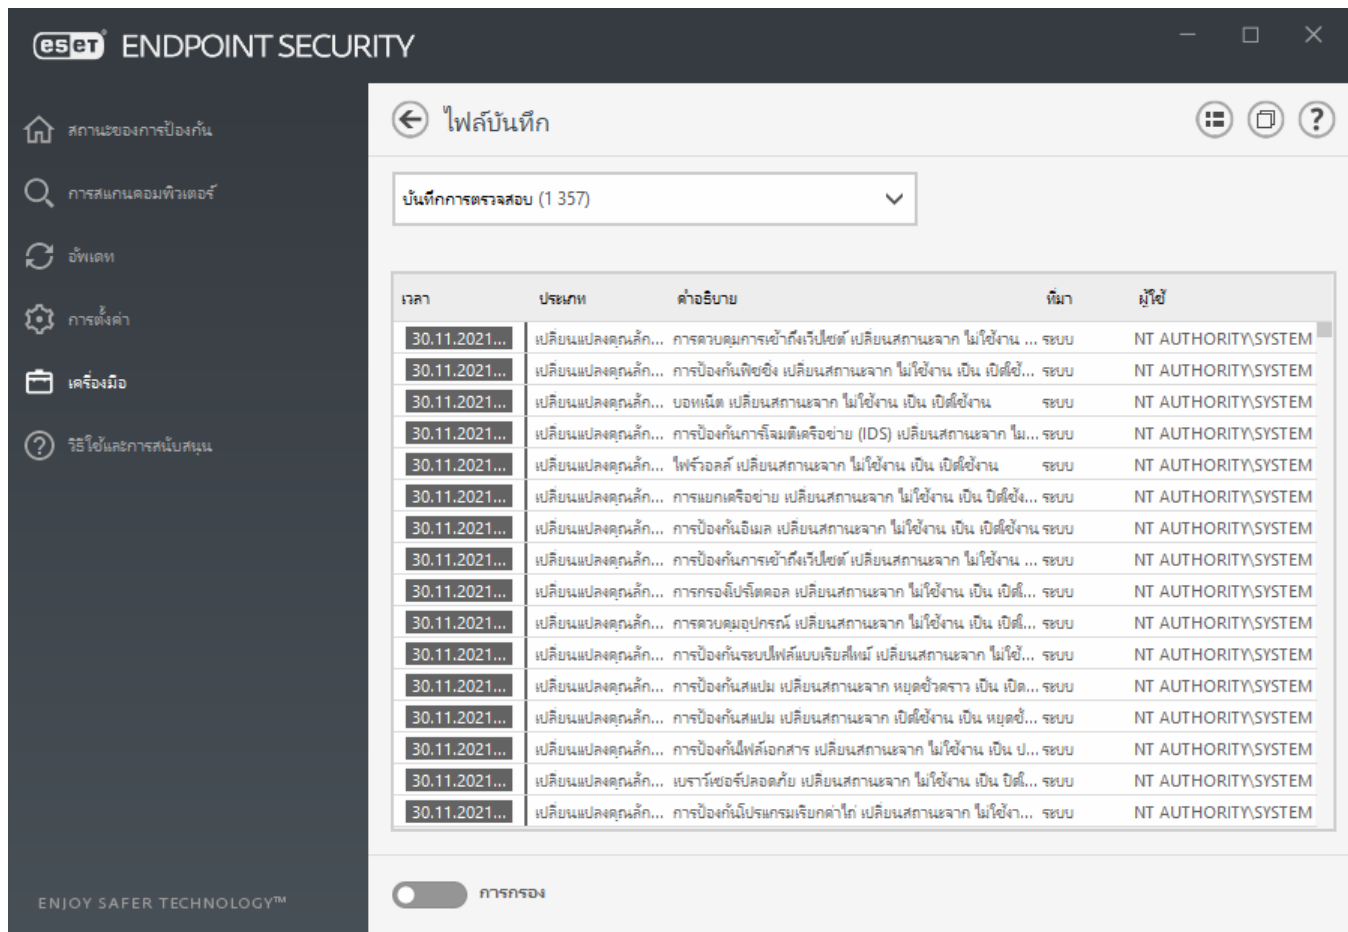 eset ENDPOINT SECURITY
สถานะของการป้องกัน
การสแกนคอมพิวเตอร์
อัพเดท
การตั้งค่า
เครื่องมือ
วิธีใช้และการสนับสนุน
ENJOY SAFER TECHNOLOGY™
ไฟล์บันทึก
บันทึกการตรวจสอบ (1 357)
เวลา ประเภท คำอธิบาย ที่มา ผู้ใช้
30.11.2021... เปลี่ยนแปลงคุณลัก... การควบคุมการเข้าถึงเว็บไซต์ เปลี่ยนสถานะจาก ไม่ใช้งาน ... ระบบ NT AUTHORITY\SYSTEM
30.11.2021... เปลี่ยนแปลงคุณลัก... การป้องกันฟิชชิ่ง เปลี่ยนสถานะจาก ไม่ใช้งาน เป็น เปิดใช้... ระบบ NT AUTHORITY\SYSTEM
30.11.2021... เปลี่ยนแปลงคุณลัก... บอทเน็ต เปลี่ยนสถานะจาก ไม่ใช้งาน เป็น เปิดใช้งาน ระบบ NT AUTHORITY\SYSTEM
30.11.2021... เปลี่ยนแปลงคุณลัก... การป้องกันการโจมตีเครือข่าย (IDS) เปลี่ยนสถานะจาก ไม... ระบบ NT AUTHORITY\SYSTEM
30.11.2021... เปลี่ยนแปลงคุณลัก... ไฟร์วอลล์ เปลี่ยนสถานะจาก ไม่ใช้งาน เป็น เปิดใช้งาน ระบบ NT AUTHORITY\SYSTEM
30.11.2021... เปลี่ยนแปลงคุณลัก... การแยกเครือข่าย เปลี่ยนสถานะจาก ไม่ใช้งาน เป็น ปิดใช้ง... ระบบ NT AUTHORITY\SYSTEM
30.11.2021... เปลี่ยนแปลงคุณลัก... การป้องกันอีเมล เปลี่ยนสถานะจาก ไม่ใช้งาน เป็น เปิดใช้งาน ระบบ NT AUTHORITY\SYSTEM
30.11.2021... เปลี่ยนแปลงคุณลัก... การป้องกันการเข้าถึงเว็บไซต์ เปลี่ยนสถานะจาก ไม่ใช้งาน ... ระบบ NT AUTHORITY\SYSTEM
30.11.2021... เปลี่ยนแปลงคุณลัก... การกรองโปรโตคอล เปลี่ยนสถานะจาก ไม่ใช้งาน เป็น เปิดใ... ระบบ NT AUTHORITY\SYSTEM
30.11.2021... เปลี่ยนแปลงคุณลัก... การควบคุมอุปกรณ์ เปลี่ยนสถานะจาก ไม่ใช้งาน เป็น เปิดใ... ระบบ NT AUTHORITY\SYSTEM
30.11.2021... เปลี่ยนแปลงคุณลัก... การป้องกันระบบไฟล์แบบเรียลไทม์ เปลี่ยนสถานะจาก ไม่ใช้... ระบบ NT AUTHORITY\SYSTEM
30.11.2021... เปลี่ยนแปลงคุณลัก... การป้องกันสแปม เปลี่ยนสถานะจาก หยุดชั่วคราว เป็น เปิด... ระบบ NT AUTHORITY\SYSTEM
30.11.2021... เปลี่ยนแปลงคุณลัก... การป้องกันสแปม เปลี่ยนสถานะจาก เปิดใช้งาน เป็น หยุดชั่... ระบบ NT AUTHORITY\SYSTEM
30.11.2021... เปลี่ยนแปลงคุณลัก... การป้องกันไฟล์เอกสาร เปลี่ยนสถานะจาก ไม่ใช้งาน เป็น ป... ระบบ NT AUTHORITY\SYSTEM
30.11.2021... เปลี่ยนแปลงคุณลัก... เบราว์เซอร์ปลอดภัย เปลี่ยนสถานะจาก ไม่ใช้งาน เป็น ปิดใ... ระบบ NT AUTHORITY\SYSTEM
30.11.2021... เปลี่ยนแปลงคุณลัก... การป้องกันโปรแกรมเรียกค่าไถ่ เปลี่ยนสถานะจาก ไม่ใช้งา... ระบบ NT AUTHORITY\SYSTEM
การกรอง